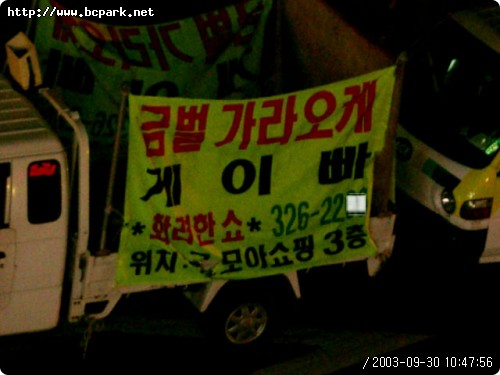 http://www.bcpark.net
금벌 가라오케
게이빠
*화려한 쇼* 326-22
위치 모아쇼핑 3층
/2003-09-30 10:47:56